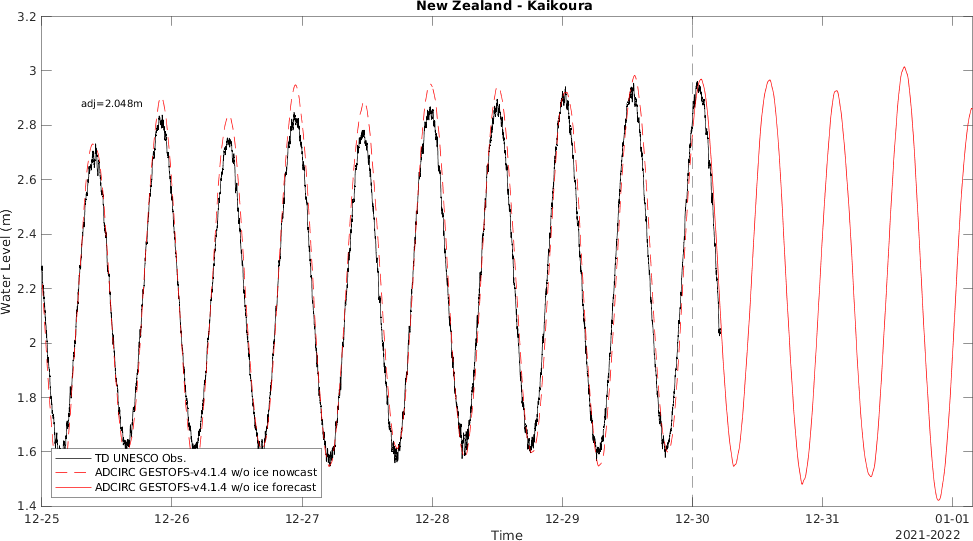 New Zealand - Kaikoura
3.2
3
2.8
2.6
2.4
2.2
2
1.8
1.6
1.4
Water Level (m)
adj=2.048m
TD UNESCO Obs.
ADCIRC GESTOFS-v4.1.4 w/o ice nowcast
ADCIRC GESTOFS-v4.1.4 w/o ice forecast
12-25 12-26 12-27 12-28 12-29 12-30 12-31 01-01
Time
2021-2022